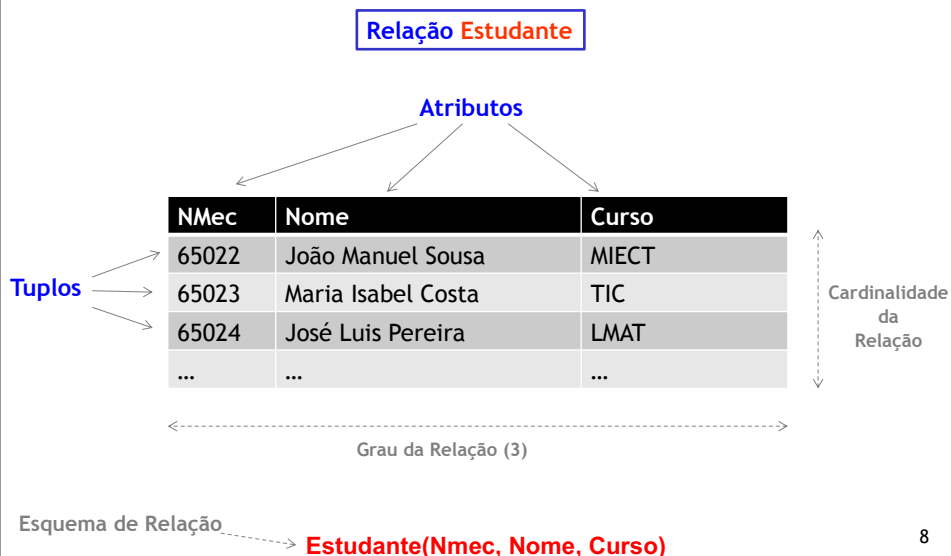 Relação Estudante
Atributos
NMec Nome Curso
65022 João Manuel Sousa MIECT
65023 Maria Isabel Costa TIC
65024 José Luis Pereira LMAT
... ... ...
Tuplos
Cardinalidade
da
Relação
Grau da Relação (3)
Esquema de Relação
Estudante(Nmec, Nome, Curso)
8